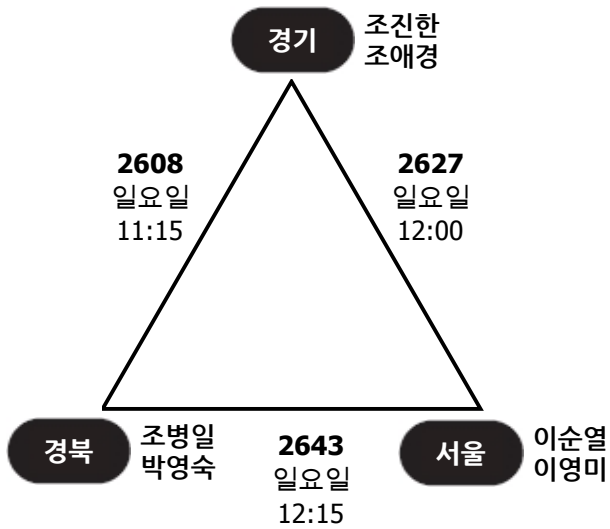 경기
조진한
조애경
2608
일요일
11:15
2627
일요일
12:00
경북
조병일
박영숙
2643
일요일
12:15
서울
이순열
이영미